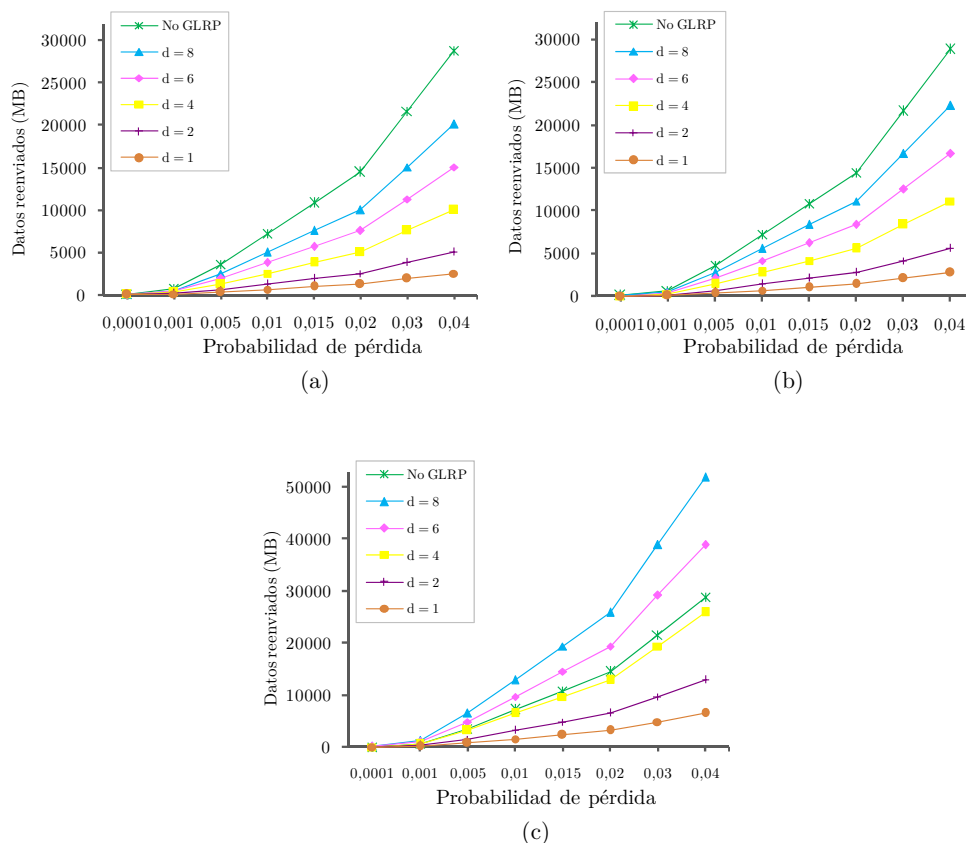 No GLRP
d = 8
d = 6
d = 4
d = 2
d = 1
30000
25000
20000
15000
10000
5000
0
Datos reenviados (MB)
0,0001 0,001 0,005 0,01 0,015 0,02 0,03 0,04
Probabilidad de pérdida
(a)
No GLRP
d = 8
d = 6
d = 4
d = 2
d = 1
30000
25000
20000
15000
10000
5000
0
Datos reenviados (MB)
0,0001 0,001 0,005 0,01 0,015 0,02 0,03 0,04
Probabilidad de pérdida
(b)
No GLRP
d = 8
d = 6
d = 4
d = 2
d = 1
50000
40000
30000
20000
10000
0
Datos reenviados (MB)
0,0001 0,001 0,005 0,01 0,015 0,02 0,03 0,04
Probabilidad de pérdida
(c)